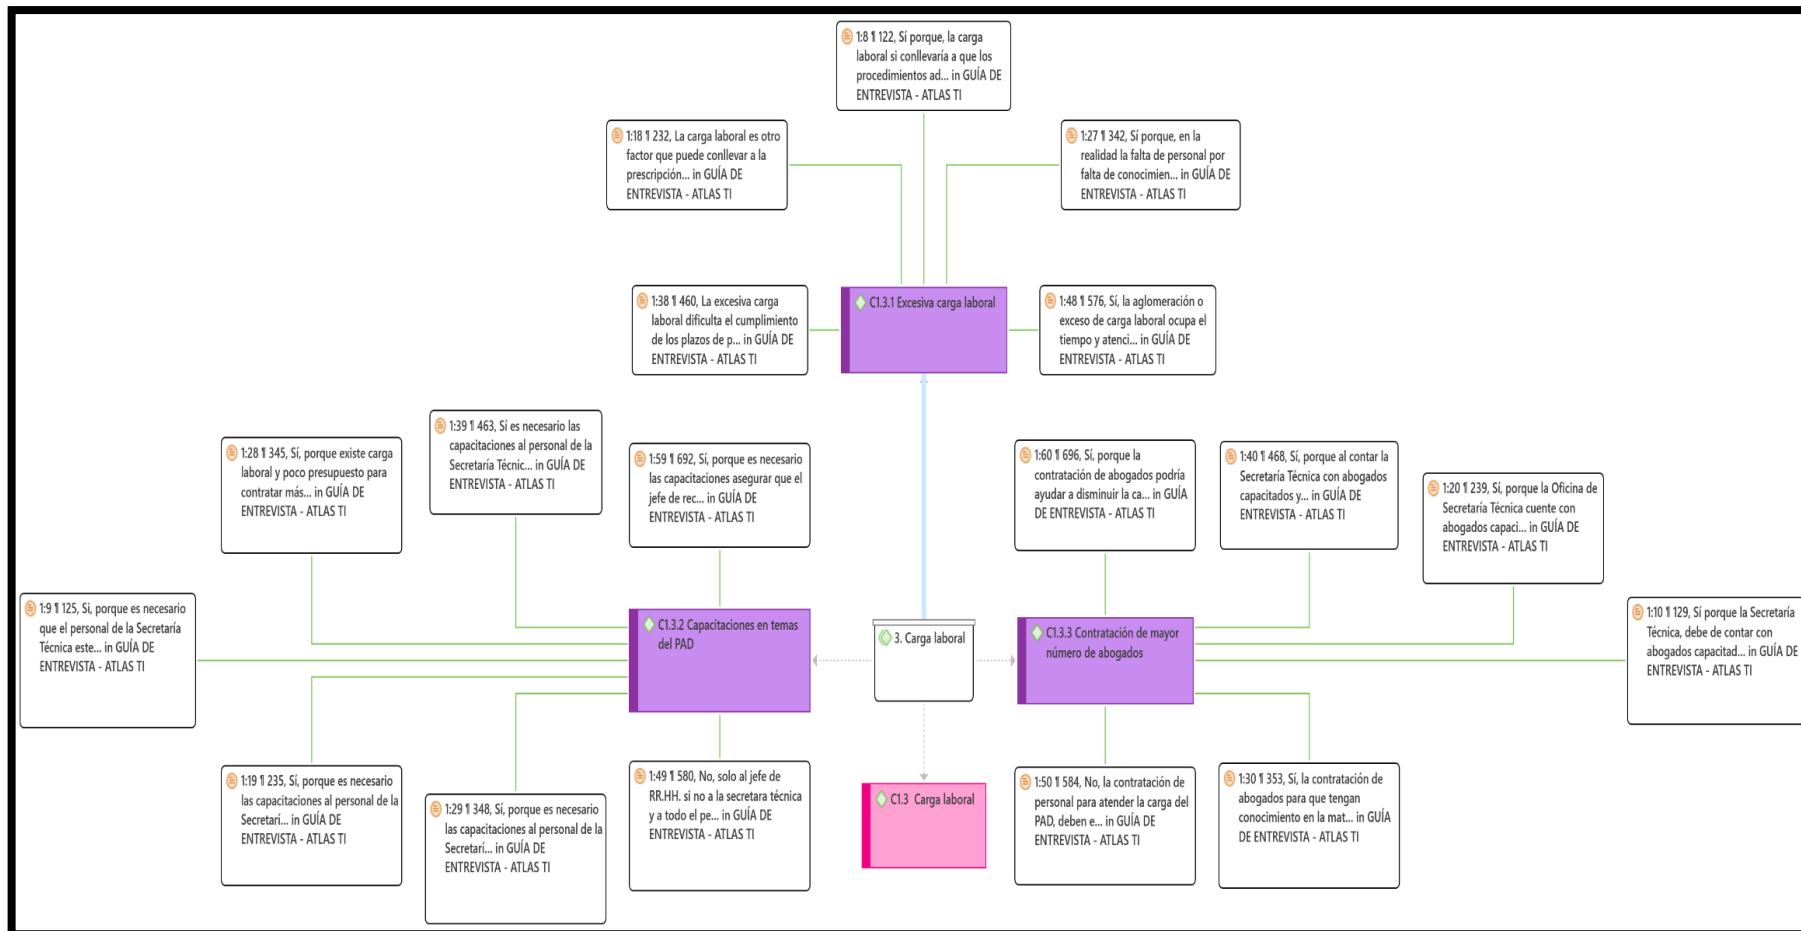 1:8 ¶ 122, Sí porque, la carga
laboral si conllevaría a que los
procedimientos ad... in GUÍA DE
ENTREVISTA - ATLAS TI
1:18 ¶ 232, La carga laboral es otro
factor que puede conllevar a la
prescripción... in GUÍA DE
ENTREVISTA - ATLAS TI
1:27 ¶ 342, Sí porque, en la
realidad la falta de personal por
falta de conocimien... in GUÍA DE
ENTREVISTA - ATLAS TI
1:38 ¶ 460, La excesiva carga
laboral dificulta el cumplimiento
de los plazos de p... in GUÍA DE
ENTREVISTA - ATLAS TI
C1.3.1 Excesiva carga laboral
1:48 ¶ 576, Sí, la aglomeración o
exceso de carga laboral ocupa el
tiempo y atenci... in GUÍA DE
ENTREVISTA - ATLAS TI
1:28 ¶ 345, Sí, porque existe carga
laboral y poco presupuesto para
contratar más... in GUÍA DE
ENTREVISTA - ATLAS TI
1:39 ¶ 463, Sí es necesario las
capacitaciones al personal de la
Secretaría Técnic... in GUÍA DE
ENTREVISTA - ATLAS TI
1:59 ¶ 692, Sí, porque es necesario
las capacitaciones asegurar que el
jefe de rec... in GUÍA DE
ENTREVISTA - ATLAS TI
1:60 ¶ 696, Sí, porque la
contratación de abogados podría
ayudar a disminuir la ca... in GUÍA
DE ENTREVISTA - ATLAS TI
1:40 ¶ 468, Sí, porque al contar la
Secretaría Técnica con abogados
capacitados y... in GUÍA DE
ENTREVISTA - ATLAS TI
1:20 ¶ 239, Sí, porque la Oficina de
Secretaría Técnica cuente con
abogados capaci... in GUÍA DE
ENTREVISTA - ATLAS TI
1:9 ¶ 125, Si, porque es necesario
que el personal de la Secretaría
Técnica este... in GUÍA DE
ENTREVISTA - ATLAS TI
C1.3.2 Capacitaciones en temas
del PAD
3. Carga laboral
C1.3.3 Contratación de mayor
número de abogados
1:10 ¶ 129, Sí porque la Secretaría
Técnica, debe de contar con
abogados capacitad... in GUÍA DE
ENTREVISTA - ATLAS TI
1:19 ¶ 235, Sí, porque es necesario
las capacitaciones al personal de la
Secretarí... in GUÍA DE
ENTREVISTA - ATLAS TI
1:29 ¶ 348, Sí, porque es necesario
las capacitaciones al personal de la
Secretarí... in GUÍA DE
ENTREVISTA - ATLAS TI
1:49 ¶ 580, No, solo al jefe de
RR.HH. si no a la secretara técnica
y a todo el pe... in GUÍA DE
ENTREVISTA - ATLAS TI
C1.3 Carga laboral
1:50 ¶ 584, No, la contratación de
personal para atender la carga del
PAD, deben e... in GUÍA DE
ENTREVISTA - ATLAS TI
1:30 ¶ 353, Sí, la contratación de
abogados para que tengan
conocimiento en la mat... in GUÍA
DE ENTREVISTA - ATLAS TI